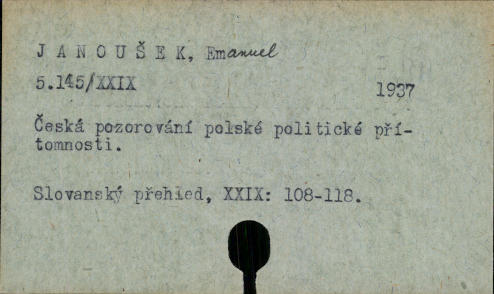 JANOUŠEK, Emanuel
5.145/XXIX 1937
Česká pozorování polské politické pří-
tomnosti.
Slovanský přehled, XXIX: 108-118.